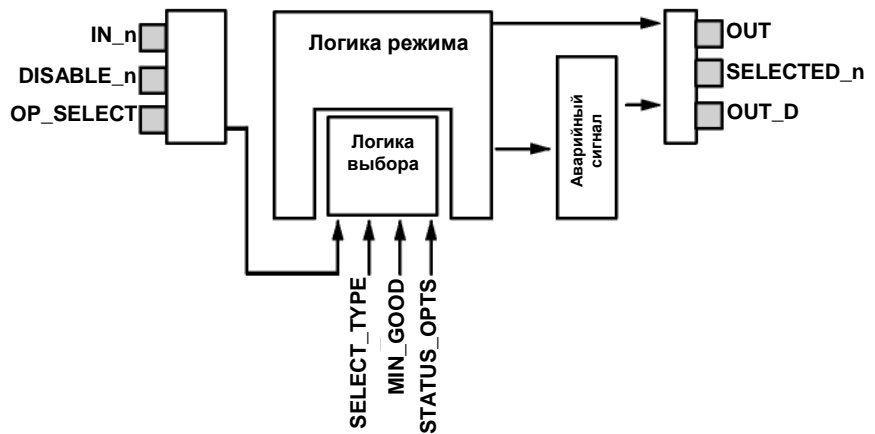 IN_n
DISABLE_n
OP_SELECT
Логика режима
Логика
выбора
Аварийный
сигнал
OUT
SELECTED_n
OUT_D
SELECT_TYPE
MIN_GOOD
STATUS_OPTS